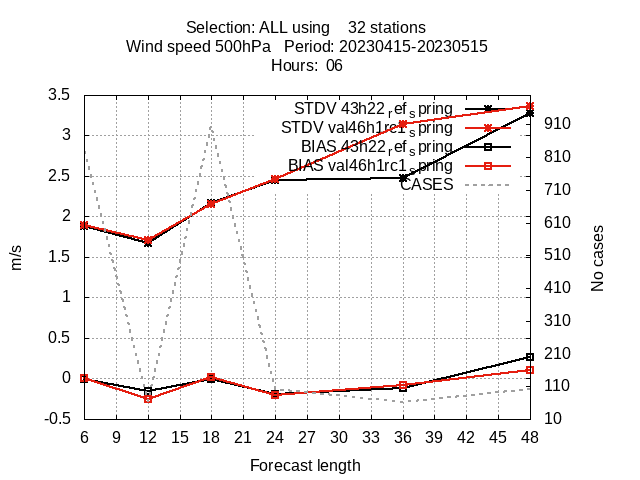 Selection: ALL using 32 stations
Wind speed 500hPa Period: 20230415-20230515
Hours: 06
STDV 43h22_ref_spring
STDV val46h1rc1_spring
BIAS 43h22_ref_spring
BIAS val46h1rc1_spring
CASES
3.5
3
2.5
2
1.5
1
0.5
0
-0.5
m/s
910
810
710
610
510
410
310
210
110
10
No cases
6 9 12 15 18 21 24 27 30 33 36 39 42 45 48
Forecast length